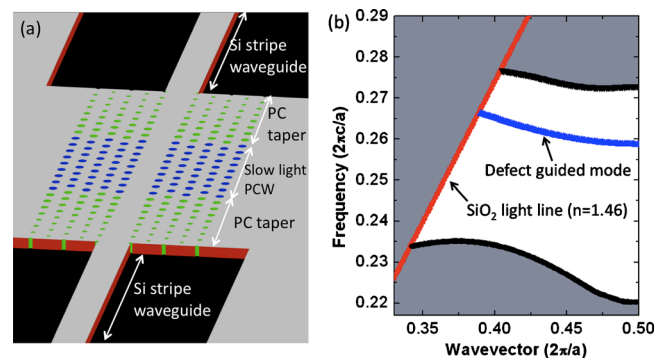 (a)
Si stripe
waveguide
PC
taper
Slow light
PCW
PC taper
Si stripe
waveguide
(b)
Frequency (2πc/a)
0.29
0.28
0.27
0.26
0.25
0.24
0.23
0.22
Defect guided mode
SiO₂ light line (n=1.46)
0.35
0.40
0.45
0.50
Wavevector (2π/a)